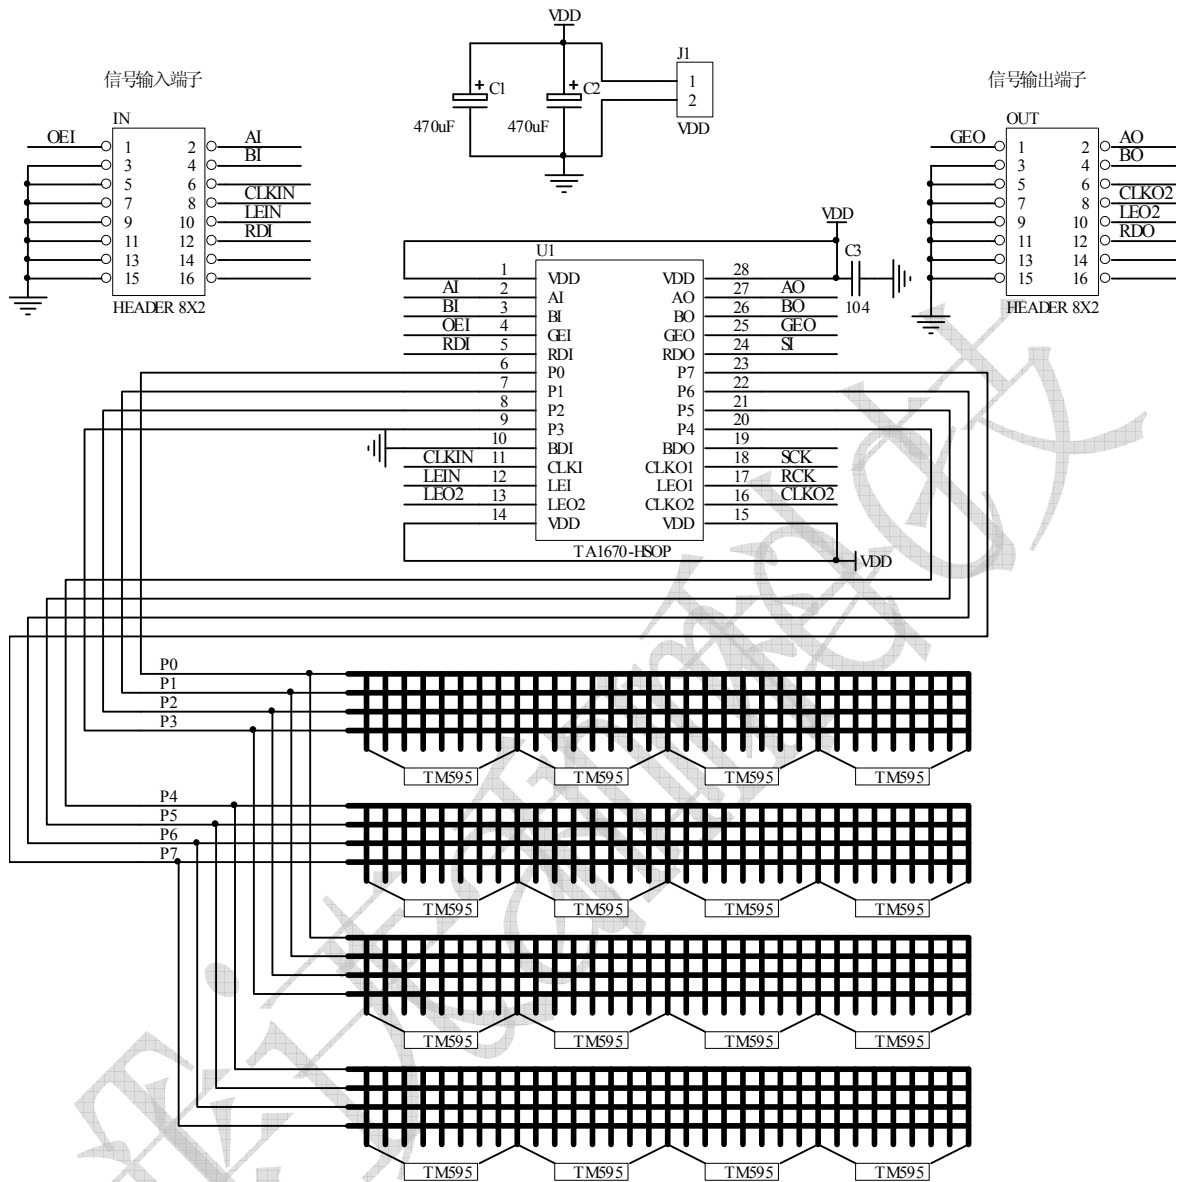 VDD
J1
C1
C2
1
2
470uF
470uF
VDD
信号输入端子
IN
OEI 1 2 AI
3 4 BI
5 6
7 8 CLKIN
9 10 LEIN
11 12 RDI
13 14
15 16
HEADER 8X2
信号输出端子
OUT
GEO 1 2 AO
3 4 BO
5 6
7 8 CLKO2
9 10 LEO2
11 12 RDO
13 14
15 16
HEADER 8X2
VDD
C3
104
U1
1 VDD VDD 28
AI 2 AI AO 27 AO
BI 3 BI BO 26 BO
OEI 4 GEI GEO 25 GEO
RDI 5 RDI RDO 24 SI
6 P0 P7 23
7 P1 P6 22
8 P2 P5 21
9 P3 P4 20
10 BDI BDO 19
CLKIN 11 CLKI CLKO1 18 SCK
LEIN 12 LEI LEO1 17 RCK
LEO2 13 LEO2 CLKO2 16 CLKO2
14 VDD VDD 15
TA1670-HSOP
VDD
P0
P1
P2
P3
TM595 TM595 TM595 TM595
P4
P5
P6
P7
TM595 TM595 TM595 TM595
TM595 TM595 TM595 TM595
TM595 TM595 TM595 TM595